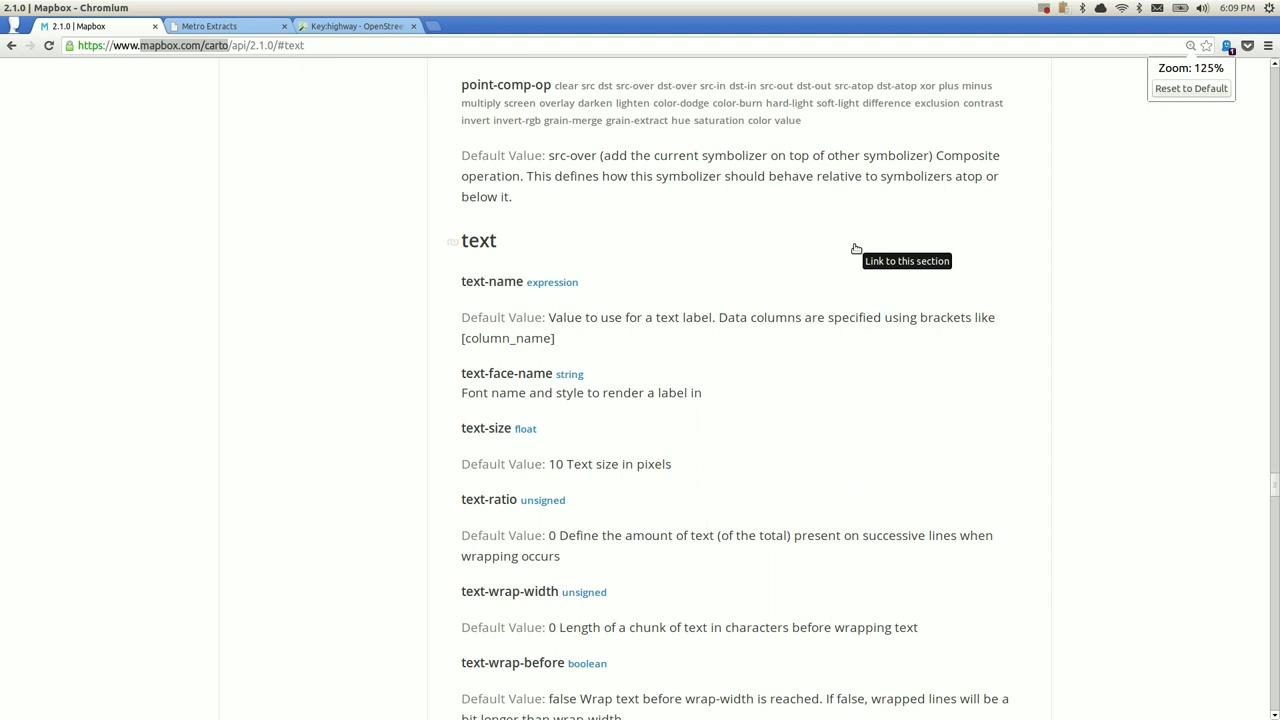 2.1.0 | Mapbox - Chromium
6:09 PM
2.1.0 | Mapbox
Metro Extracts
Key:highway - OpenStree
https://www.mapbox.com/carto/api/2.1.0/#text
1
Zoom: 125%
Reset to Default
point-comp-op clear src dst src-over dst-over src-in dst-in src-out dst-out src-atop dst-atop xor plus minus
multiply screen overlay darken lighten color-dodge color-burn hard-light soft-light difference exclusion contrast
invert invert-rgb grain-merge grain-extract hue saturation color value
Default Value: src-over (add the current symbolizer on top of other symbolizer) Composite
operation. This defines how this symbolizer should behave relative to symbolizers atop or
below it.
text
Link to this section
text-name expression
Default Value: Value to use for a text label. Data columns are specified using brackets like
[column_name]
text-face-name string
Font name and style to render a label in
text-size float
Default Value: 10 Text size in pixels
text-ratio unsigned
Default Value: 0 Define the amount of text (of the total) present on successive lines when
wrapping occurs
text-wrap-width unsigned
Default Value: 0 Length of a chunk of text in characters before wrapping text
text-wrap-before boolean
Default Value: false Wrap text before wrap-width is reached. If false, wrapped lines will be a
bit longer than wrap-width